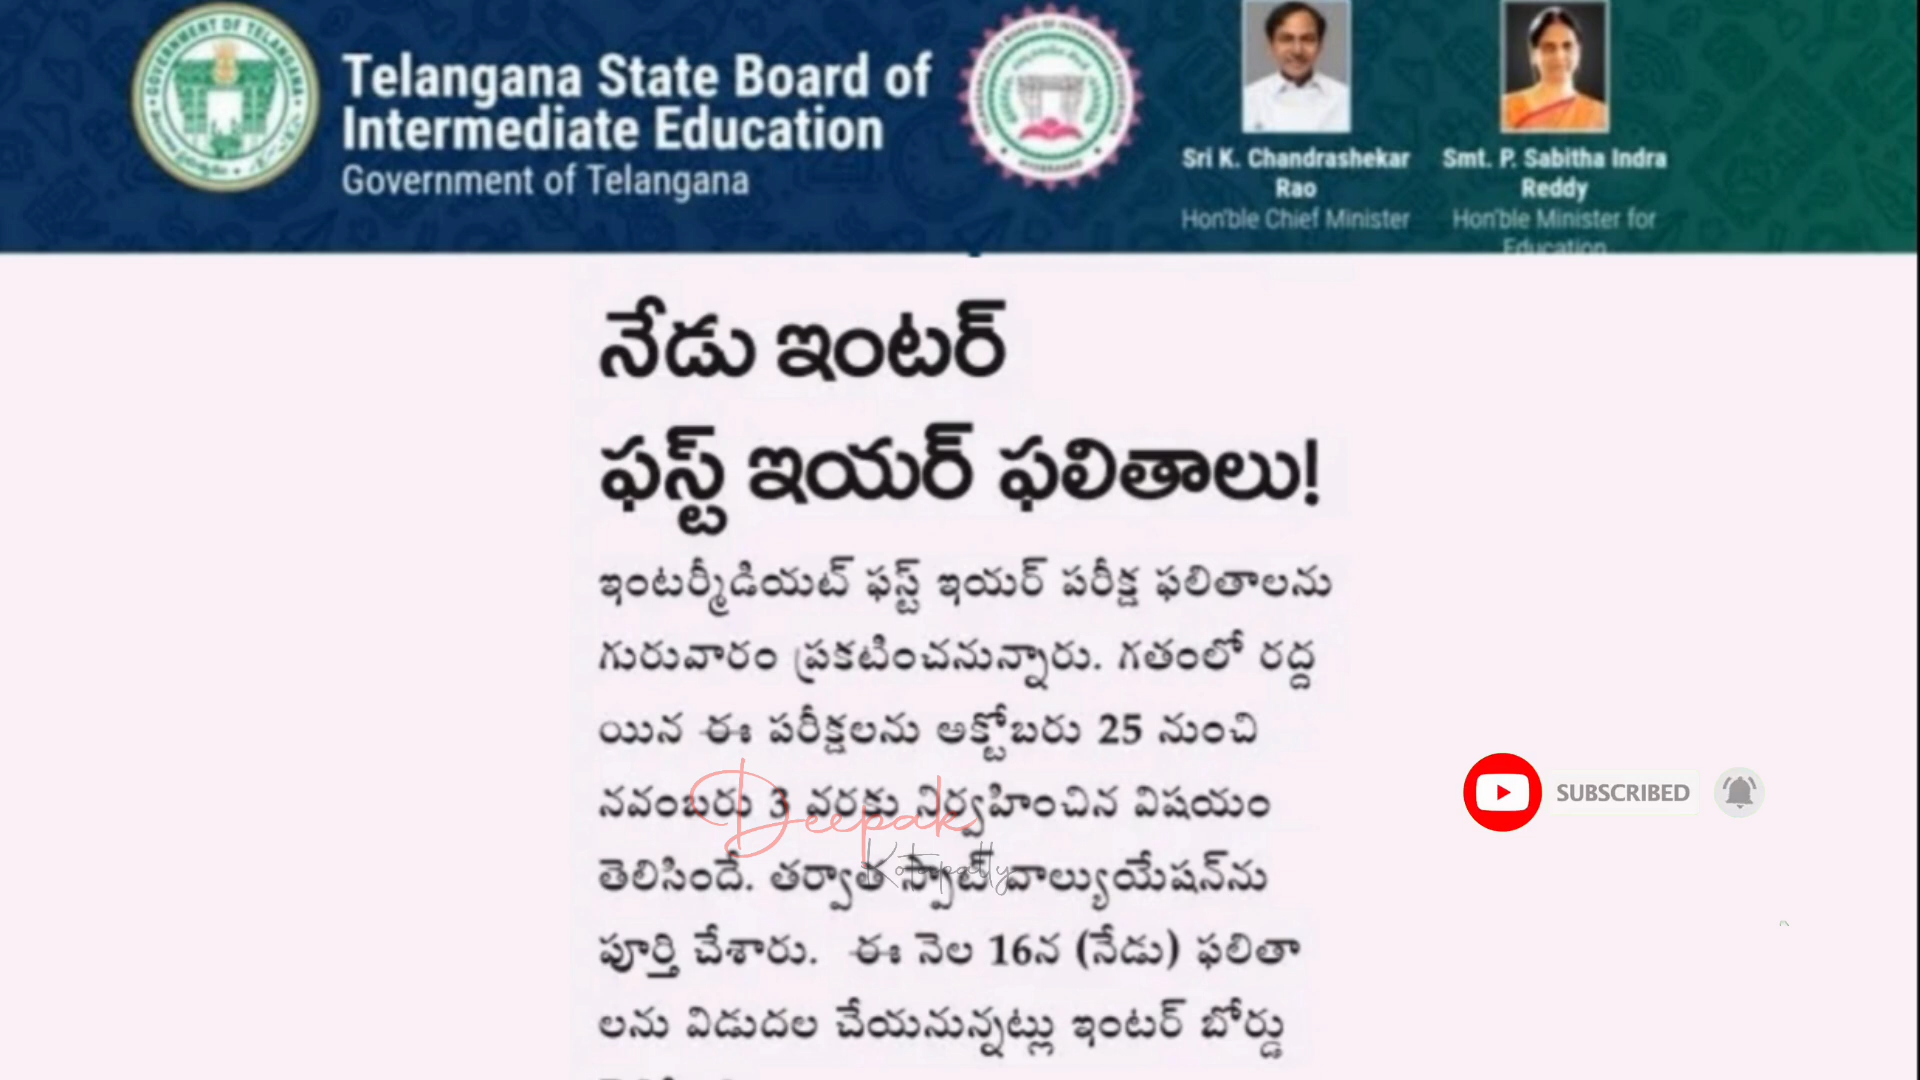 Telangana State Board of
Intermediate Education
Government of Telangana
Sri K. Chandrashekar
Rao
Hon'ble Chief Minister
Smt. P. Sabitha Indra
Reddy
Hon'ble Minister for
Education
నేడు ఇంటర్
ఫస్ట్ ఇయర్ ఫలితాలు!
ఇంటర్మీడియట్ ఫస్ట్ ఇయర్ పరీక్ష ఫలితాలను
గురువారం ప్రకటించనున్నారు. గతంలో రద్ద
యిన ఈ పరీక్షలను అక్టోబరు 25 నుంచి
నవంబరు 3 వరకు నిర్వహించిన విషయం
తెలిసిందే. తర్వాత స్పాట్ వాల్యుయేషన్‌ను
పూర్తి చేశారు. ఈ నెల 16న (నేడు) ఫలితా
లను విడుదల చేయనున్నట్లు ఇంటర్ బోర్డు
Deepak
Kotapatly
SUBSCRIBED